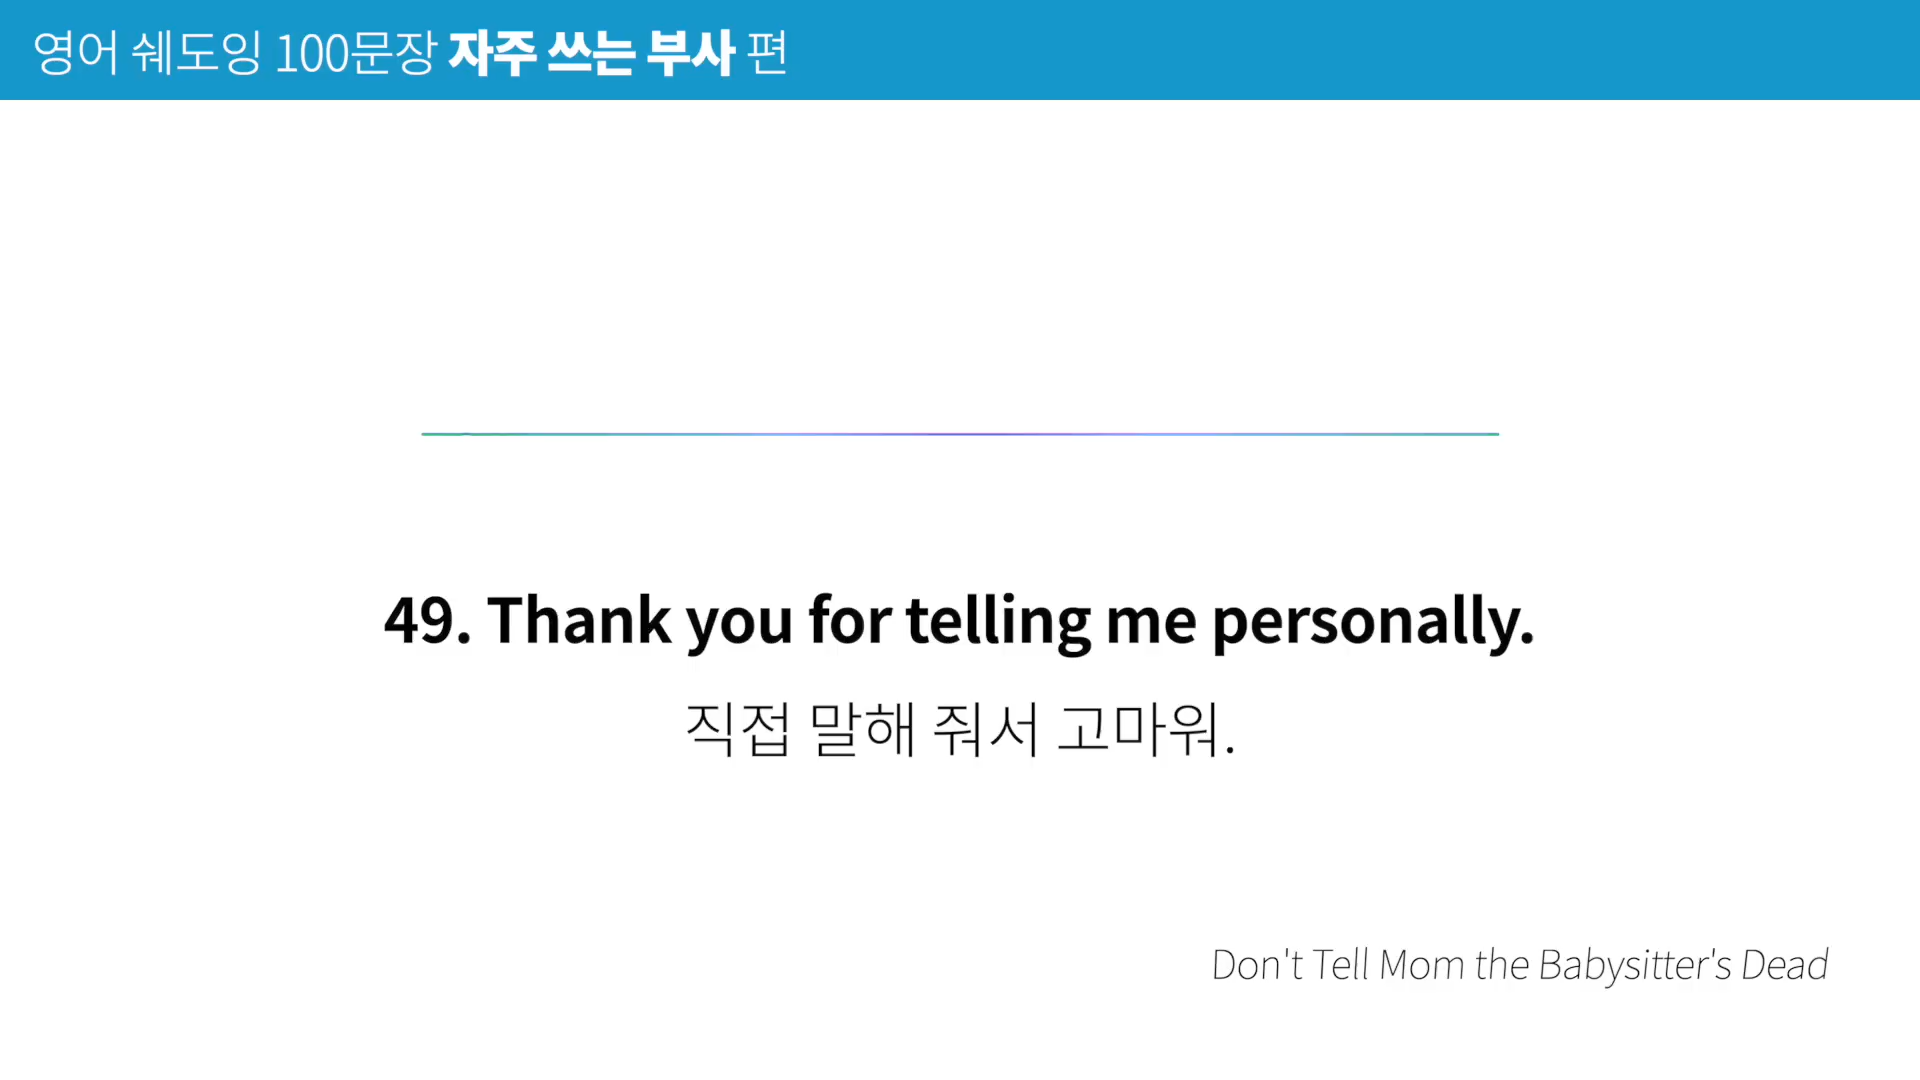 영어 쉐도잉 100문장 자주 쓰는 부사 편
49. Thank you for telling me personally.
직접 말해 줘서 고마워.
Don't Tell Mom the Babysitter's Dead